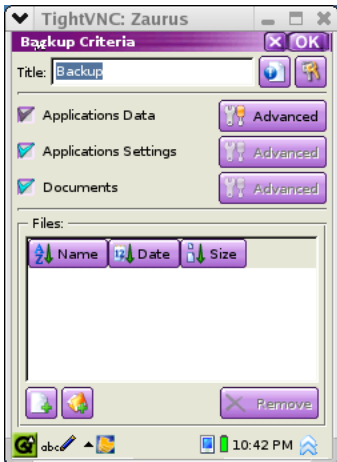 TightVNC: Zaurus
Backup Criteria OK
Title: Backup
Applications Data Advanced
Applications Settings Advanced
Documents Advanced
Files:
Name Date Size
Remove
abc 10:42 PM